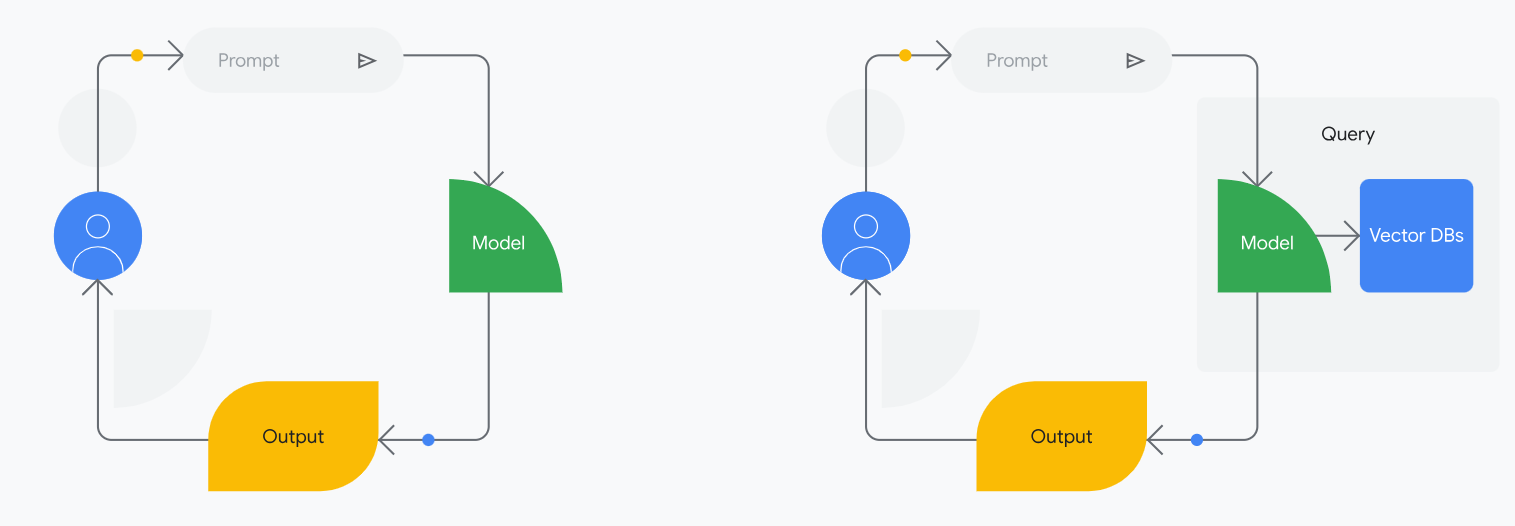 Prompt
Model
Output
Prompt
Query
Model
Vector DBs
Output